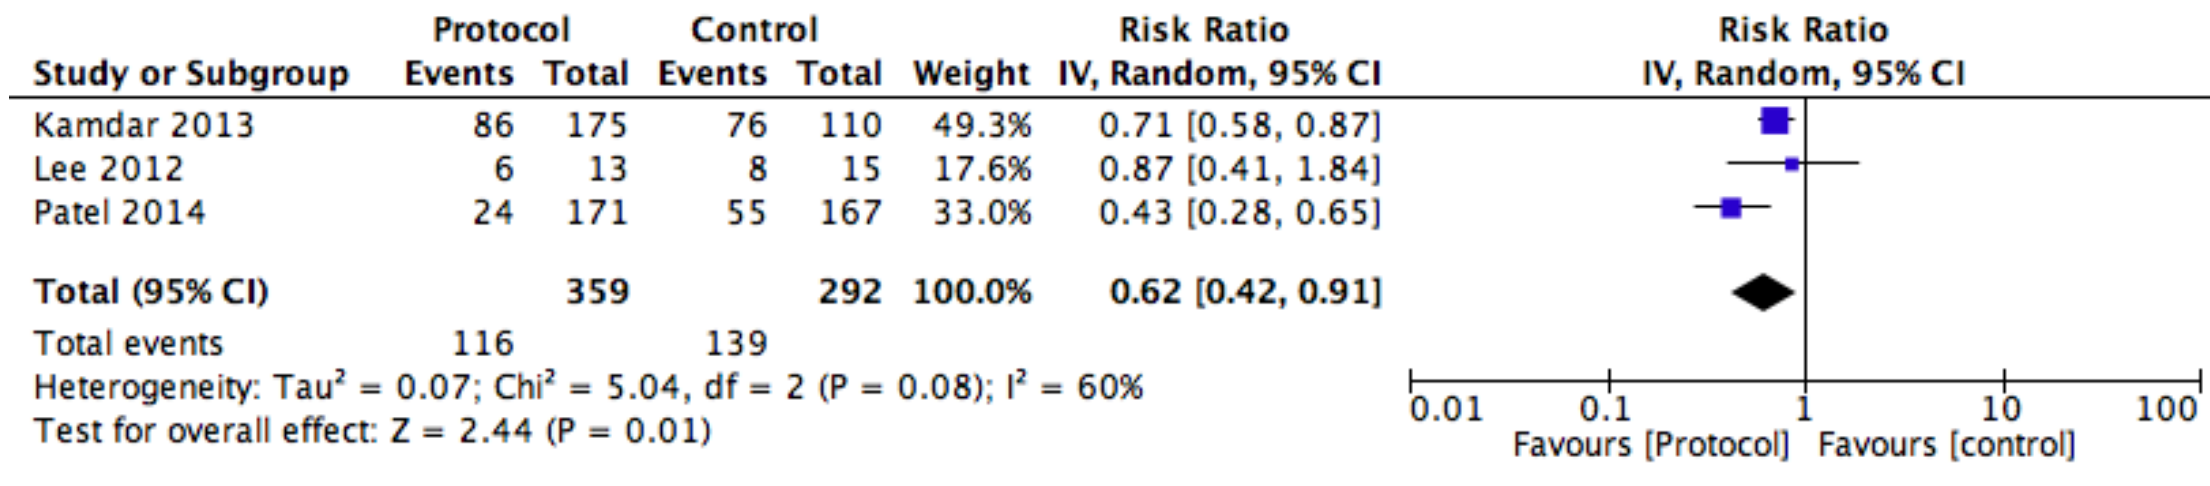 Protocol Control Risk Ratio Risk Ratio
Study or Subgroup Events Total Events Total Weight IV, Random, 95% CI IV, Random, 95% CI
Kamdar 2013 86 175 76 110 49.3% 0.71 [0.58, 0.87]
Lee 2012 6 13 8 15 17.6% 0.87 [0.41, 1.84]
Patel 2014 24 171 55 167 33.0% 0.43 [0.28, 0.65]
Total (95% CI) 359 292 100.0% 0.62 [0.42, 0.91]
Total events 116 139
Heterogeneity: Tau² = 0.07; Chi² = 5.04, df = 2 (P = 0.08); I² = 60%
Test for overall effect: Z = 2.44 (P = 0.01)
0.01 0.1 1 10 100
Favours [Protocol] Favours [control]